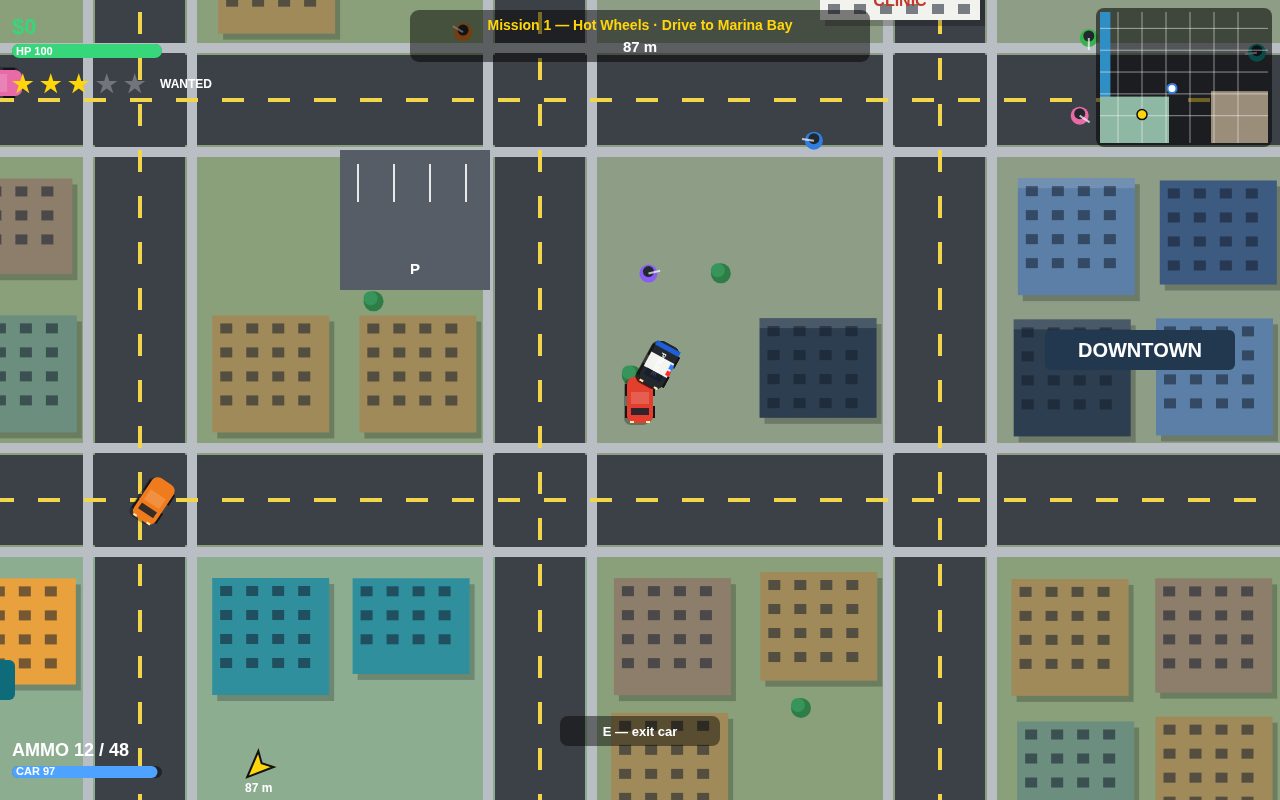 $0
HP 100
WANTED
Mission 1 — Hot Wheels · Drive to Marina Bay
87 m
CLINIC
P
DOWNTOWN
E — exit car
AMMO 12 / 48
CAR 97
87 m